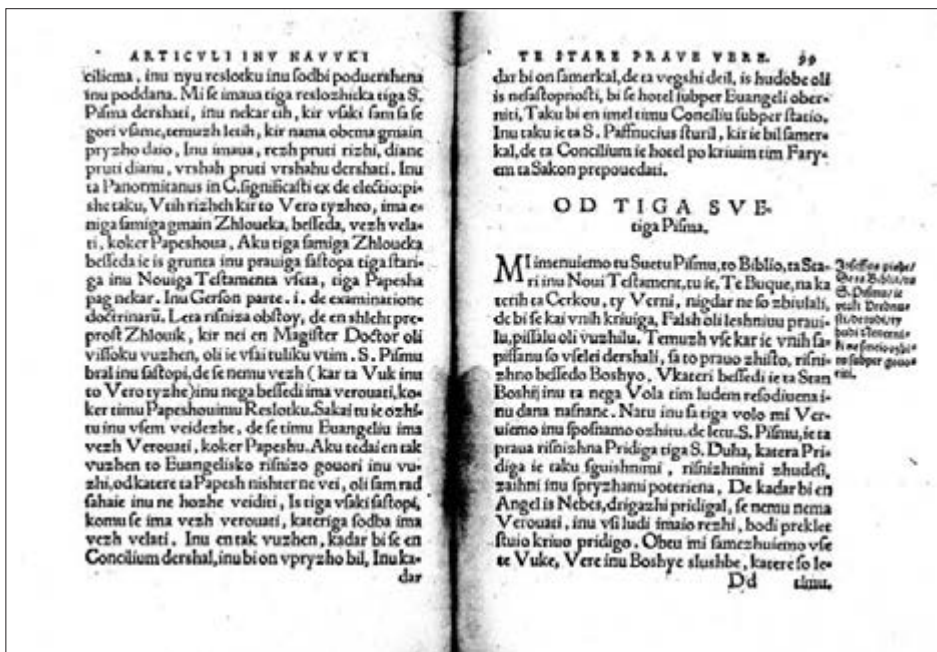 ARTICVLI INV NAVVKI
ciliema, inu nyu reslotku inu sodbi poduershena
inu poddana. Mi se imaua tiga reslozhicka tiga S.
Pisma dershati, inu nekar tih, kir vsaki sam sa se
gori vsame, temuzh letih, kir nama obema gmain
pryzho daio, Inu imaua, rezh pruti rizhi, diane
pruti dianu, vrshah pruti vrshahu dershati. Inu
ta Panormitanus in C. significasti ex de electio: pi-
she taku, Vtih rizheh kir to Vero tyzheo, ima e-
niga samiga gmain Zhloueka, besseda, vezh vela-
ti, koker Papeshoua, Aku tiga samiga Zhloueka
besseda ie is grunta inu prauiga sastopa tiga stari-
ga inu Nouiga Testamenta vseta, tiga Papesha
pag nekar. Inu Gerson parte. i. de examinatione
doctrinarū. Leta risniza obstoy, de en shleht pre-
prost Zhlouik, kir nei en Magister Doctor oli
vissoku vuzhen, oli ie vsai tuliku vtim. S. Pismu
bral inu sastopi, de se nemu vezh (kar ta Vuk inu
to Vero tyzhe) inu nega bessedi ima verouati, ko-
ker timu Papeshouimu Reslotku. Sakai tu ie ozhi-
tu inu vsem veidezhe, de se timu Euangeliu ima
vezh Verouati, koker Papeshu. Aku tedai en tak
vuzhen to Euangelisko risnizo gouori inu vu-
zhi, od katere ta Papesh nishter ne vei, oli sam rad
sahaie inu ne hozhe veiditi, Is tiga vsaki sastopi,
komu se ima vezh verouati, kateriga sodba ima
vezh velati. Inu en tak vuzhen, kadar bi se en
Concilium dershal, inu bi on vpryzho bil, Inu ka-
dar
TE STARE PRAVE VERE. 99
dar bi on samerkal, de ta vegshi deil, is hudobe oli
is nesastopnosti, bi se hotel subper Euangeli ober-
niti, Taku bi en imel timu Conciliu subper statio.
Inu taku ie ta S. Paffnucius sturil, kir ie bil samer-
kal, de ta Concilium ie hotel po kriuim tim Fary-
em ta Sakon prepouedati.
OD TIGA SVE-
tiga Pisma.
MI imenuiemo tu Suetu Pismu, to Biblio, ta Sta-
ri inu Noui Testament, tu ie, Te Buque, na ka
terih ta Cerkou, ty Verni, nigdar ne so zhiulali,
de bi se kai vnih kriuiga, Falsh oli leshniuu praui-
lu, pissalu oli vuzhilu. Temuzh vse kar ie vnih sa-
pissanu so vselei dershali, sa to prauo zhisto, risni-
zhno bessedo Boshyo. Vkateri bessedi ie ta Stan
Boshij inu ta nega Vola tim ludem resodiuena i-
nu dana nasnane. Natu inu sa tiga volo mi Ver-
uiemo inu sposnamo ozhitu. de letu. S. Pismu, ie ta
praua risnizhna Pridiga tiga S. Duha, katera Pri-
diga ie taku sguishnimi, risnizhnimi zhudesi,
zaihni inu spryzhami poteriena, De kadar bi en
Angel is Nebes, drigazhi pridigal, se nemu nema
Verouati, inu vsi ludi imaio rezhi, bodi preklet
stuio kriuo pridigo. Obtu mi samezhuiemo vse
te Vuke, Vere inu Boshye slushbe, katere so le-
Dd timu.